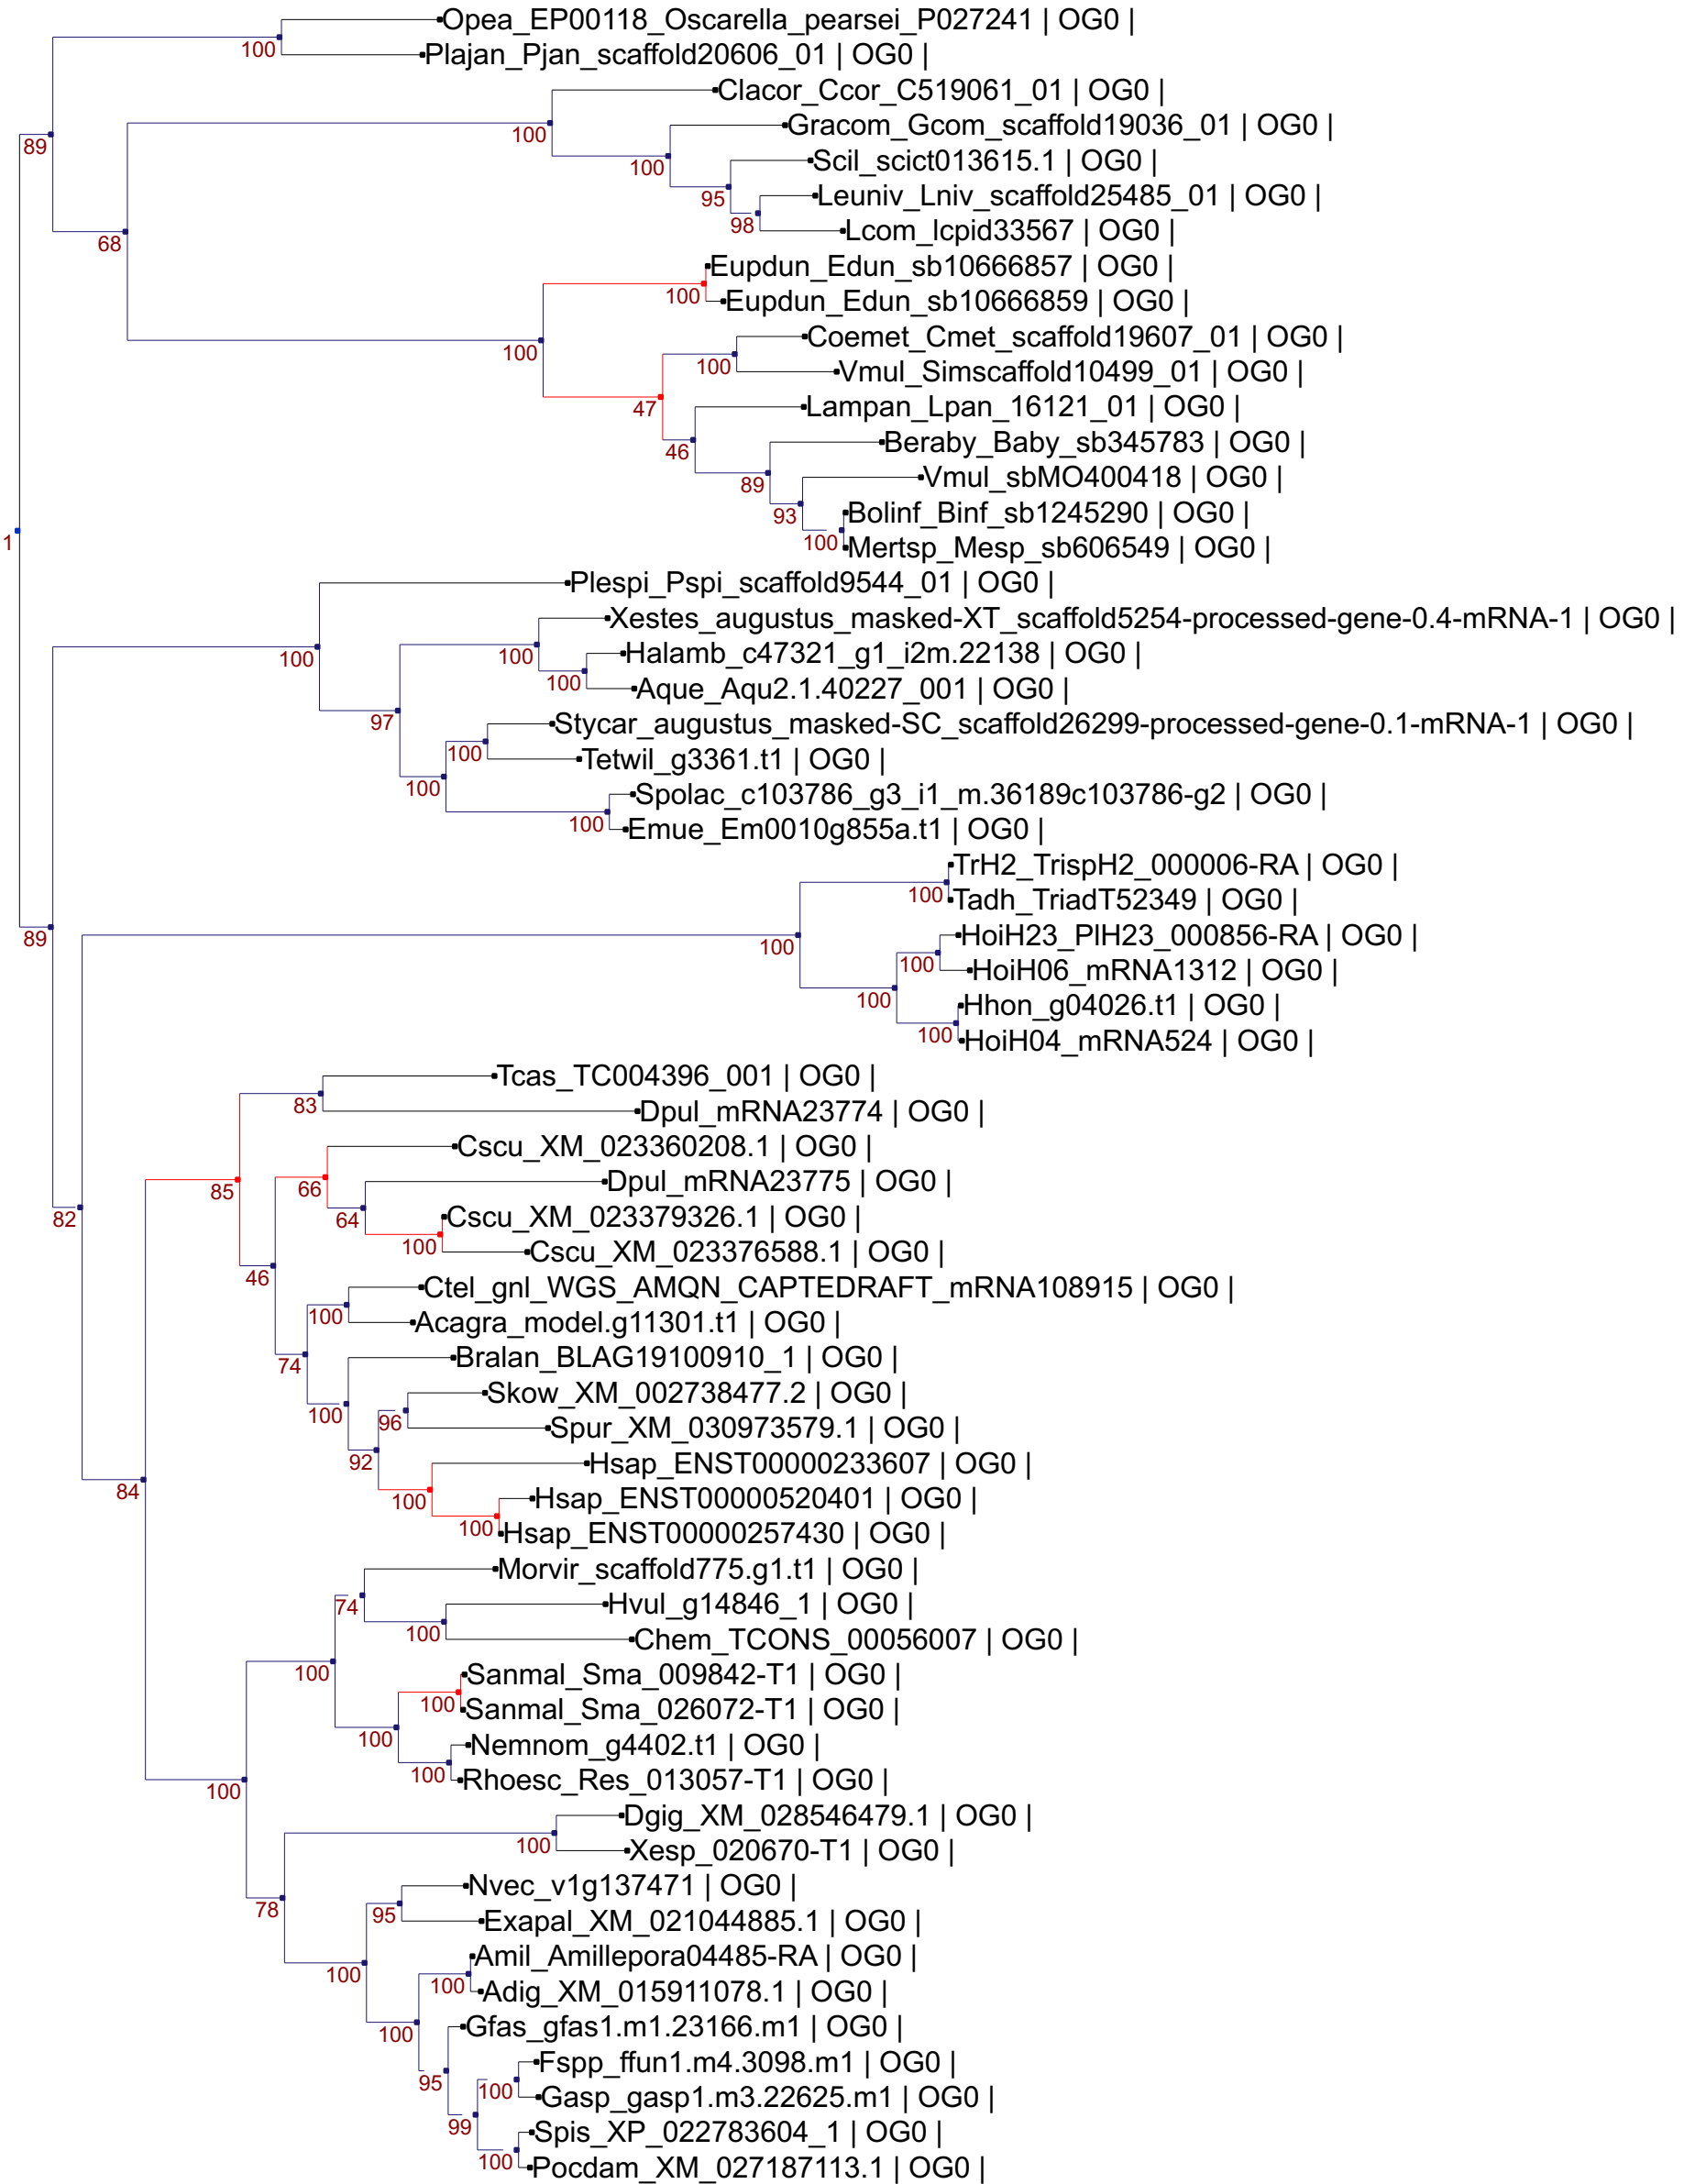 Opea_EP00118_Oscarella_pearsei_P027241 | OG0 |
100
Plajan_Pjan_scaffold20606_01 | OG0 |
Clacor_Ccor_C519061_01 | OG0 |
100
Gracom_Gcom_scaffold19036_01 | OG0 |
89
100
Scil_scict013615.1 | OG0 |
95
Leuniv_Lniv_scaffold25485_01 | OG0 |
98
Lcom_lcpid33567 | OG0 |
68
Eupdun_Edun_sb10666857 | OG0 |
100
Eupdun_Edun_sb10666859 | OG0 |
100
Coemet_Cmet_scaffold19607_01 | OG0 |
100
Vmul_Simscaffold10499_01 | OG0 |
47
Lampan_Lpan_16121_01 | OG0 |
46
Beraby_Baby_sb345783 | OG0 |
89
Vmul_sbMO400418 | OG0 |
93
Bolinf_Binf_sb1245290 | OG0 |
1
100
Mertsp_Mesp_sb606549 | OG0 |
Plespi_Pspi_scaffold9544_01 | OG0 |
Xestes_augustus_masked-XT_scaffold5254-processed-gene-0.4-mRNA-1 | OG0 |
100
100
Halamb_c47321_g1_i2m.22138 | OG0 |
100
Aque_Aqu2.1.40227_001 | OG0 |
97
Stycar_augustus_masked-SC_scaffold26299-processed-gene-0.1-mRNA-1 | OG0 |
100
Tetwil_g3361.t1 | OG0 |
100
Spolac_c103786_g3_i1_m.36189c103786-g2 | OG0 |
100
Emue_Em0010g855a.t1 | OG0 |
TrH2_TrispH2_000006-RA | OG0 |
100
Tadh_TriadT52349 | OG0 |
89
100
HoiH23_PlH23_000856-RA | OG0 |
100
HoiH06_mRNA1312 | OG0 |
100
Hhon_g04026.t1 | OG0 |
100
HoiH04_mRNA524 | OG0 |
Tcas_TC004396_001 | OG0 |
83
Dpul_mRNA23774 | OG0 |
Cscu_XM_023360208.1 | OG0 |
85
66
Dpul_mRNA23775 | OG0 |
82
64
Cscu_XM_023379326.1 | OG0 |
100
Cscu_XM_023376588.1 | OG0 |
46
Ctel_gnl_WGS_AMQN_CAPTEDRAFT_mRNA108915 | OG0 |
100
Acagra_model.g11301.t1 | OG0 |
74
Bralan_BLAG19100910_1 | OG0 |
100
Skow_XM_002738477.2 | OG0 |
96
Spur_XM_030973579.1 | OG0 |
92
Hsap_ENST00000233607 | OG0 |
84
100
Hsap_ENST00000520401 | OG0 |
100
Hsap_ENST00000257430 | OG0 |
Morvir_scaffold775.g1.t1 | OG0 |
74
Hvul_g14846_1 | OG0 |
100
Chem_TCONS_00056007 | OG0 |
100
Sanmal_Sma_009842-T1 | OG0 |
100
Sanmal_Sma_026072-T1 | OG0 |
100
Nemnom_g4402.t1 | OG0 |
100
Rhoesc_Res_013057-T1 | OG0 |
100
Dgig_XM_028546479.1 | OG0 |
100
Xesp_020670-T1 | OG0 |
78
Nvec_v1g137471 | OG0 |
95
Exapal_XM_021044885.1 | OG0 |
100
Amil_Amillepora04485-RA | OG0 |
100
Adig_XM_015911078.1 | OG0 |
100
Gfas_gfas1.m1.23166.m1 | OG0 |
95
Fspp_ffun1.m4.3098.m1 | OG0 |
100
Gasp_gasp1.m3.22625.m1 | OG0 |
99
Spis_XP_022783604_1 | OG0 |
100
Pocdam_XM_027187113.1 | OG0 |